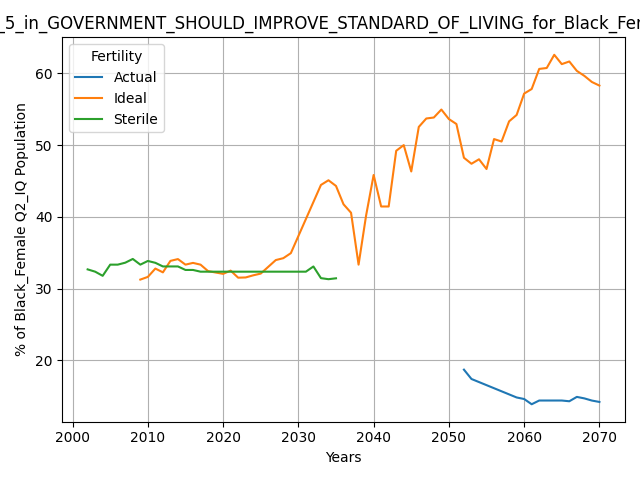 _5_in_GOVERNMENT_SHOULD_IMPROVE_STANDARD_OF_LIVING_for_Black_Fem
Fertility
Actual
Ideal
Sterile
% of Black_Female Q2_IQ Population
60
50
40
30
20
2000 2010 2020 2030 2040 2050 2060 2070
Years